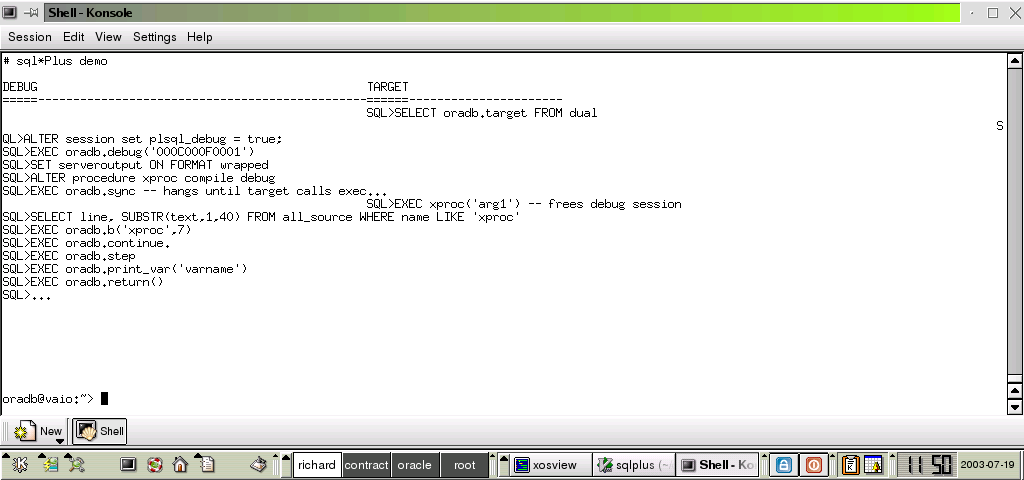 Shell - Konsole
Session Edit View Settings Help
# sql*Plus demo
DEBUG TARGET
=====-----------------------------------------------======----------------------
SQL>SELECT oradb.target FROM dual
S
QL>ALTER session set plsql_debug = true;
SQL>EXEC oradb.debug('000C000F0001')
SQL>SET serveroutput ON FORMAT wrapped
SQL>ALTER procedure xproc compile debug
SQL>EXEC oradb.sync -- hangs until target calls exec...
SQL>EXEC xproc('arg1') -- frees debug session
SQL>SELECT line, SUBSTR(text,1,40) FROM all_source WHERE name LIKE 'xproc'
SQL>EXEC oradb.b('xproc',7)
SQL>EXEC oradb.continue.
SQL>EXEC oradb.step
SQL>EXEC oradb.print_var('varname')
SQL>EXEC oradb.return()
SQL>...
oradb@vaio:~>
New Shell
richard contract oracle root xosview sqlplus (~ Shell - Ko 11 50 2003-07-19